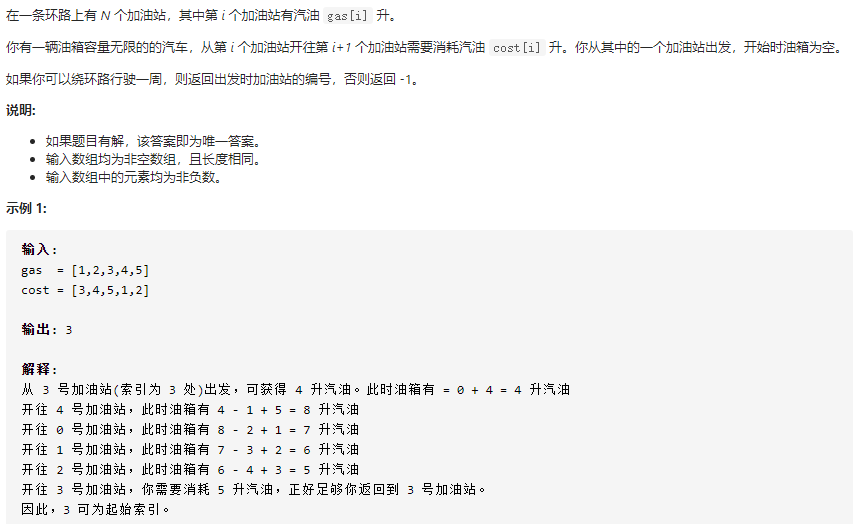 在一条环路上有 N 个加油站，其中第 i 个加油站有汽油 gas[i] 升。
你有一辆油箱容量无限的的汽车，从第 i 个加油站开往第 i+1 个加油站需要消耗汽油 cost[i] 升。你从其中的一个加油站出发，开始时油箱为空。
如果你可以绕环路行驶一周，则返回出发时加油站的编号，否则返回 -1。
说明:
• 如果题目有解，该答案即为唯一答案。
• 输入数组均为非空数组，且长度相同。
• 输入数组中的元素均为非负数。
示例 1:
输入:
gas  = [1,2,3,4,5]
cost = [3,4,5,1,2]
输出: 3
解释:
从 3 号加油站(索引为 3 处)出发，可获得 4 升汽油。此时油箱有 = 0 + 4 = 4 升汽油
开往 4 号加油站，此时油箱有 4 - 1 + 5 = 8 升汽油
开往 0 号加油站，此时油箱有 8 - 2 + 1 = 7 升汽油
开往 1 号加油站，此时油箱有 7 - 3 + 2 = 6 升汽油
开往 2 号加油站，此时油箱有 6 - 4 + 3 = 5 升汽油
开往 3 号加油站，你需要消耗 5 升汽油，正好足够你返回到 3 号加油站。
因此，3 可为起始索引。